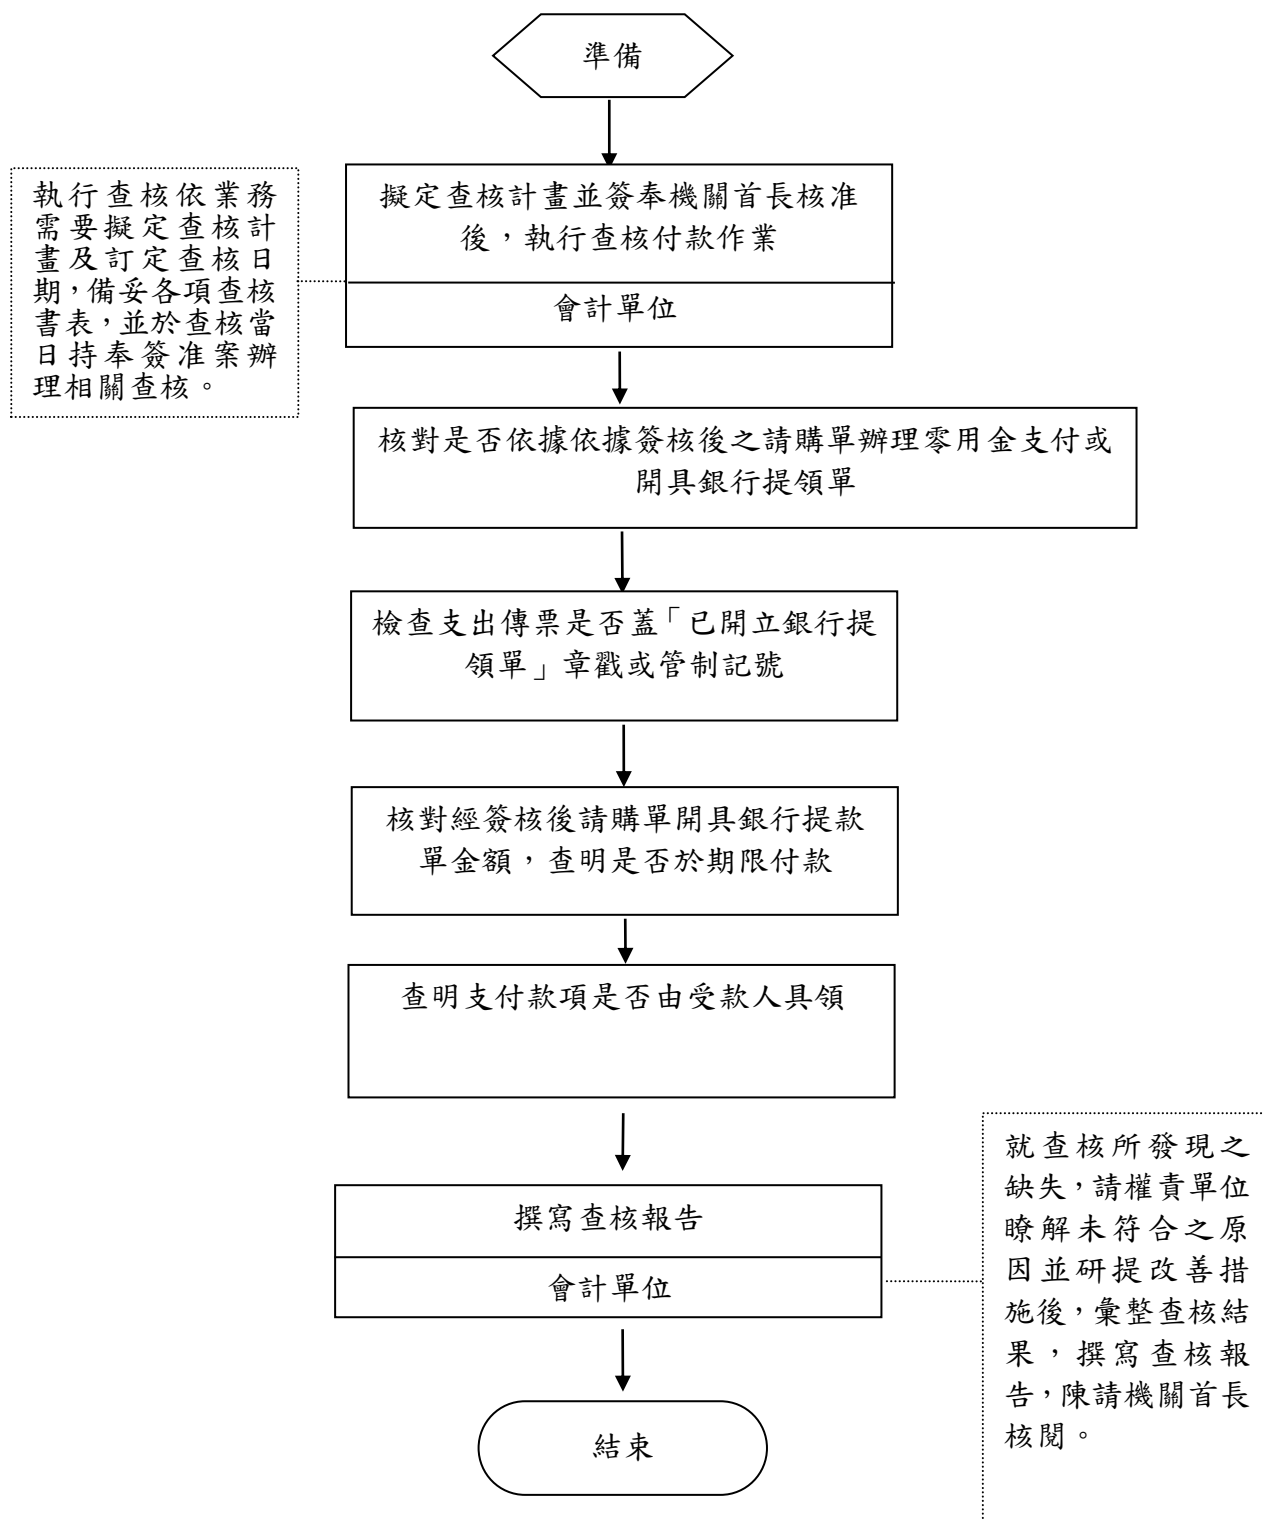 準備
擬定查核計畫並簽奉機關首長核准
後，執行查核付款作業
會計單位
執行查核依業務
需要擬定查核計
畫及訂定查核日
期，備妥各項查核
書表，並於查核當
日持奉簽准案辦
理相關查核。
核對是否依據依據簽核後之請購單辦理零用金支付或
開具銀行提領單
檢查支出傳票是否蓋「已開立銀行提
領單」章戳或管制記號
核對經簽核後請購單開具銀行提款
單金額，查明是否於期限付款
查明支付款項是否由受款人具領
撰寫查核報告
會計單位
就查核所發現之
缺失，請權責單位
瞭解未符合之原
因並研提改善措
施後，彙整查核結
果，撰寫查核報
告，陳請機關首長
核閱。
結束